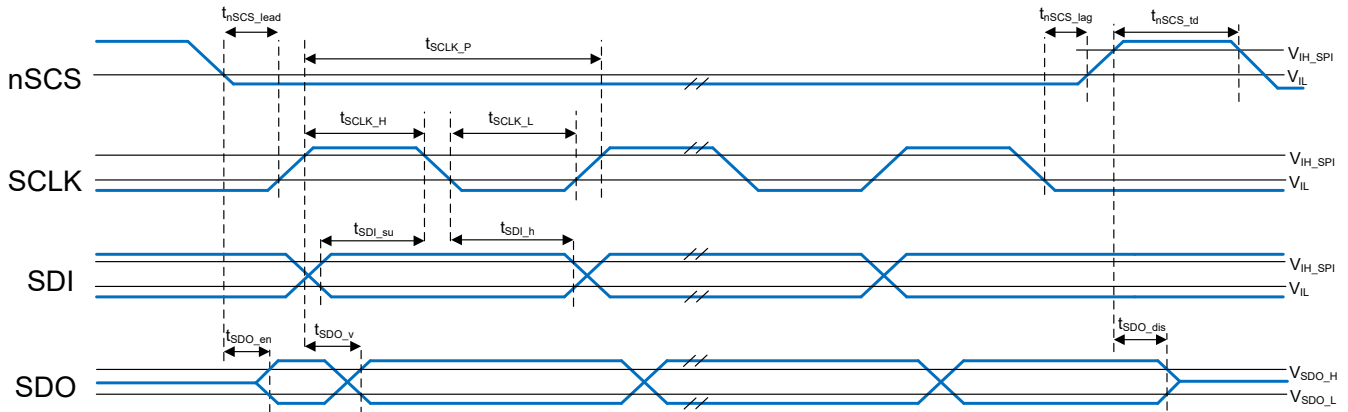 tnSCS_lead
tnSCS_lag
tnSCS_td
tSCLK_P
VIH_SPI
nSCS
VIL
tSCLK_H
tSCLK_L
VIH_SPI
SCLK
VIL
tSDI_su
tSDI_h
VIH_SPI
SDI
VIL
tSDO_en
tSDO_v
tSDO_dis
VSDO_H
SDO
VSDO_L